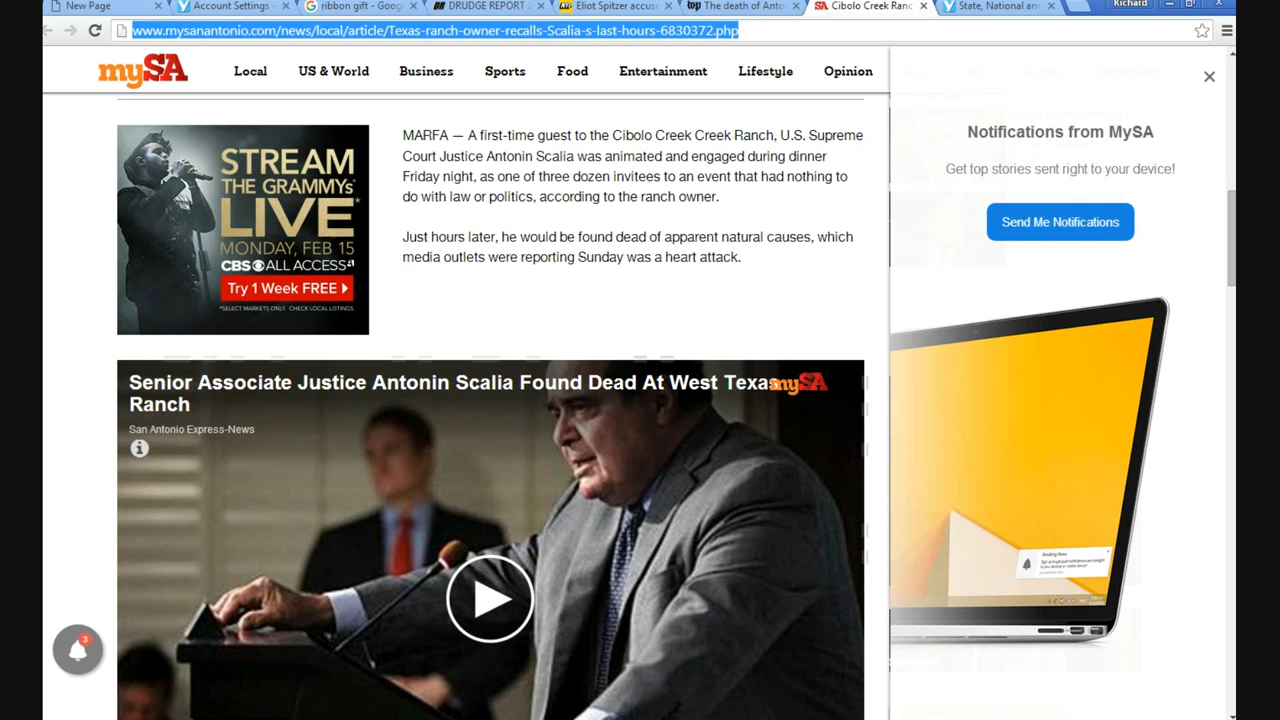 New Page
Account Settings -
ribbon gift - Goog
DRUDGE REPORT
Eliot Spitzer accuse
The death of Anto
Cibolo Creek Ranc
State, National an
Richard
www.mysanantonio.com/news/local/article/Texas-ranch-owner-recalls-Scalia-s-last-hours-6830372.php
mySA
Local
US & World
Business
Sports
Food
Entertainment
Lifestyle
Opinion
STREAM
THE GRAMMYs
LIVE*
MONDAY, FEB 15
CBS ALL ACCESS
Try 1 Week FREE
*SELECT MARKETS ONLY. CHECK LOCAL LISTINGS.
MARFA — A first-time guest to the Cibolo Creek Creek Ranch, U.S. Supreme
Court Justice Antonin Scalia was animated and engaged during dinner
Friday night, as one of three dozen invitees to an event that had nothing to
do with law or politics, according to the ranch owner.
Just hours later, he would be found dead of apparent natural causes, which
media outlets were reporting Sunday was a heart attack.
Notifications from MySA
Get top stories sent right to your device!
Send Me Notifications
Senior Associate Justice Antonin Scalia Found Dead At West Texas
Ranch
mySA
San Antonio Express-News
3